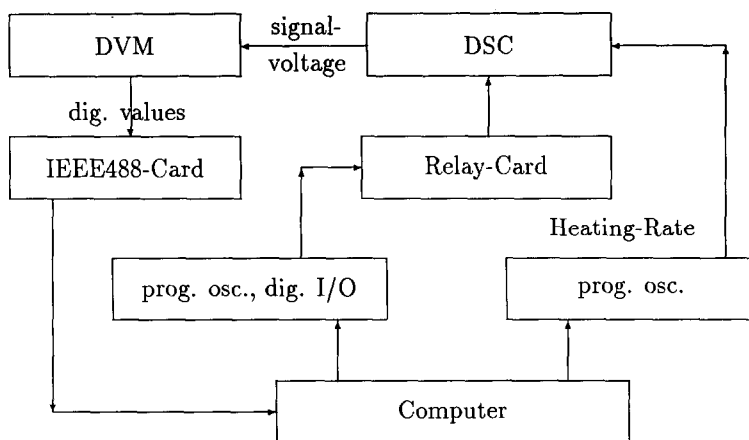 signal-
DVM
DSC
voltage
dig. values
IEEE488-Card
Relay-Card
Heating-Rate
prog. osc., dig. I/O
prog. osc.
Computer